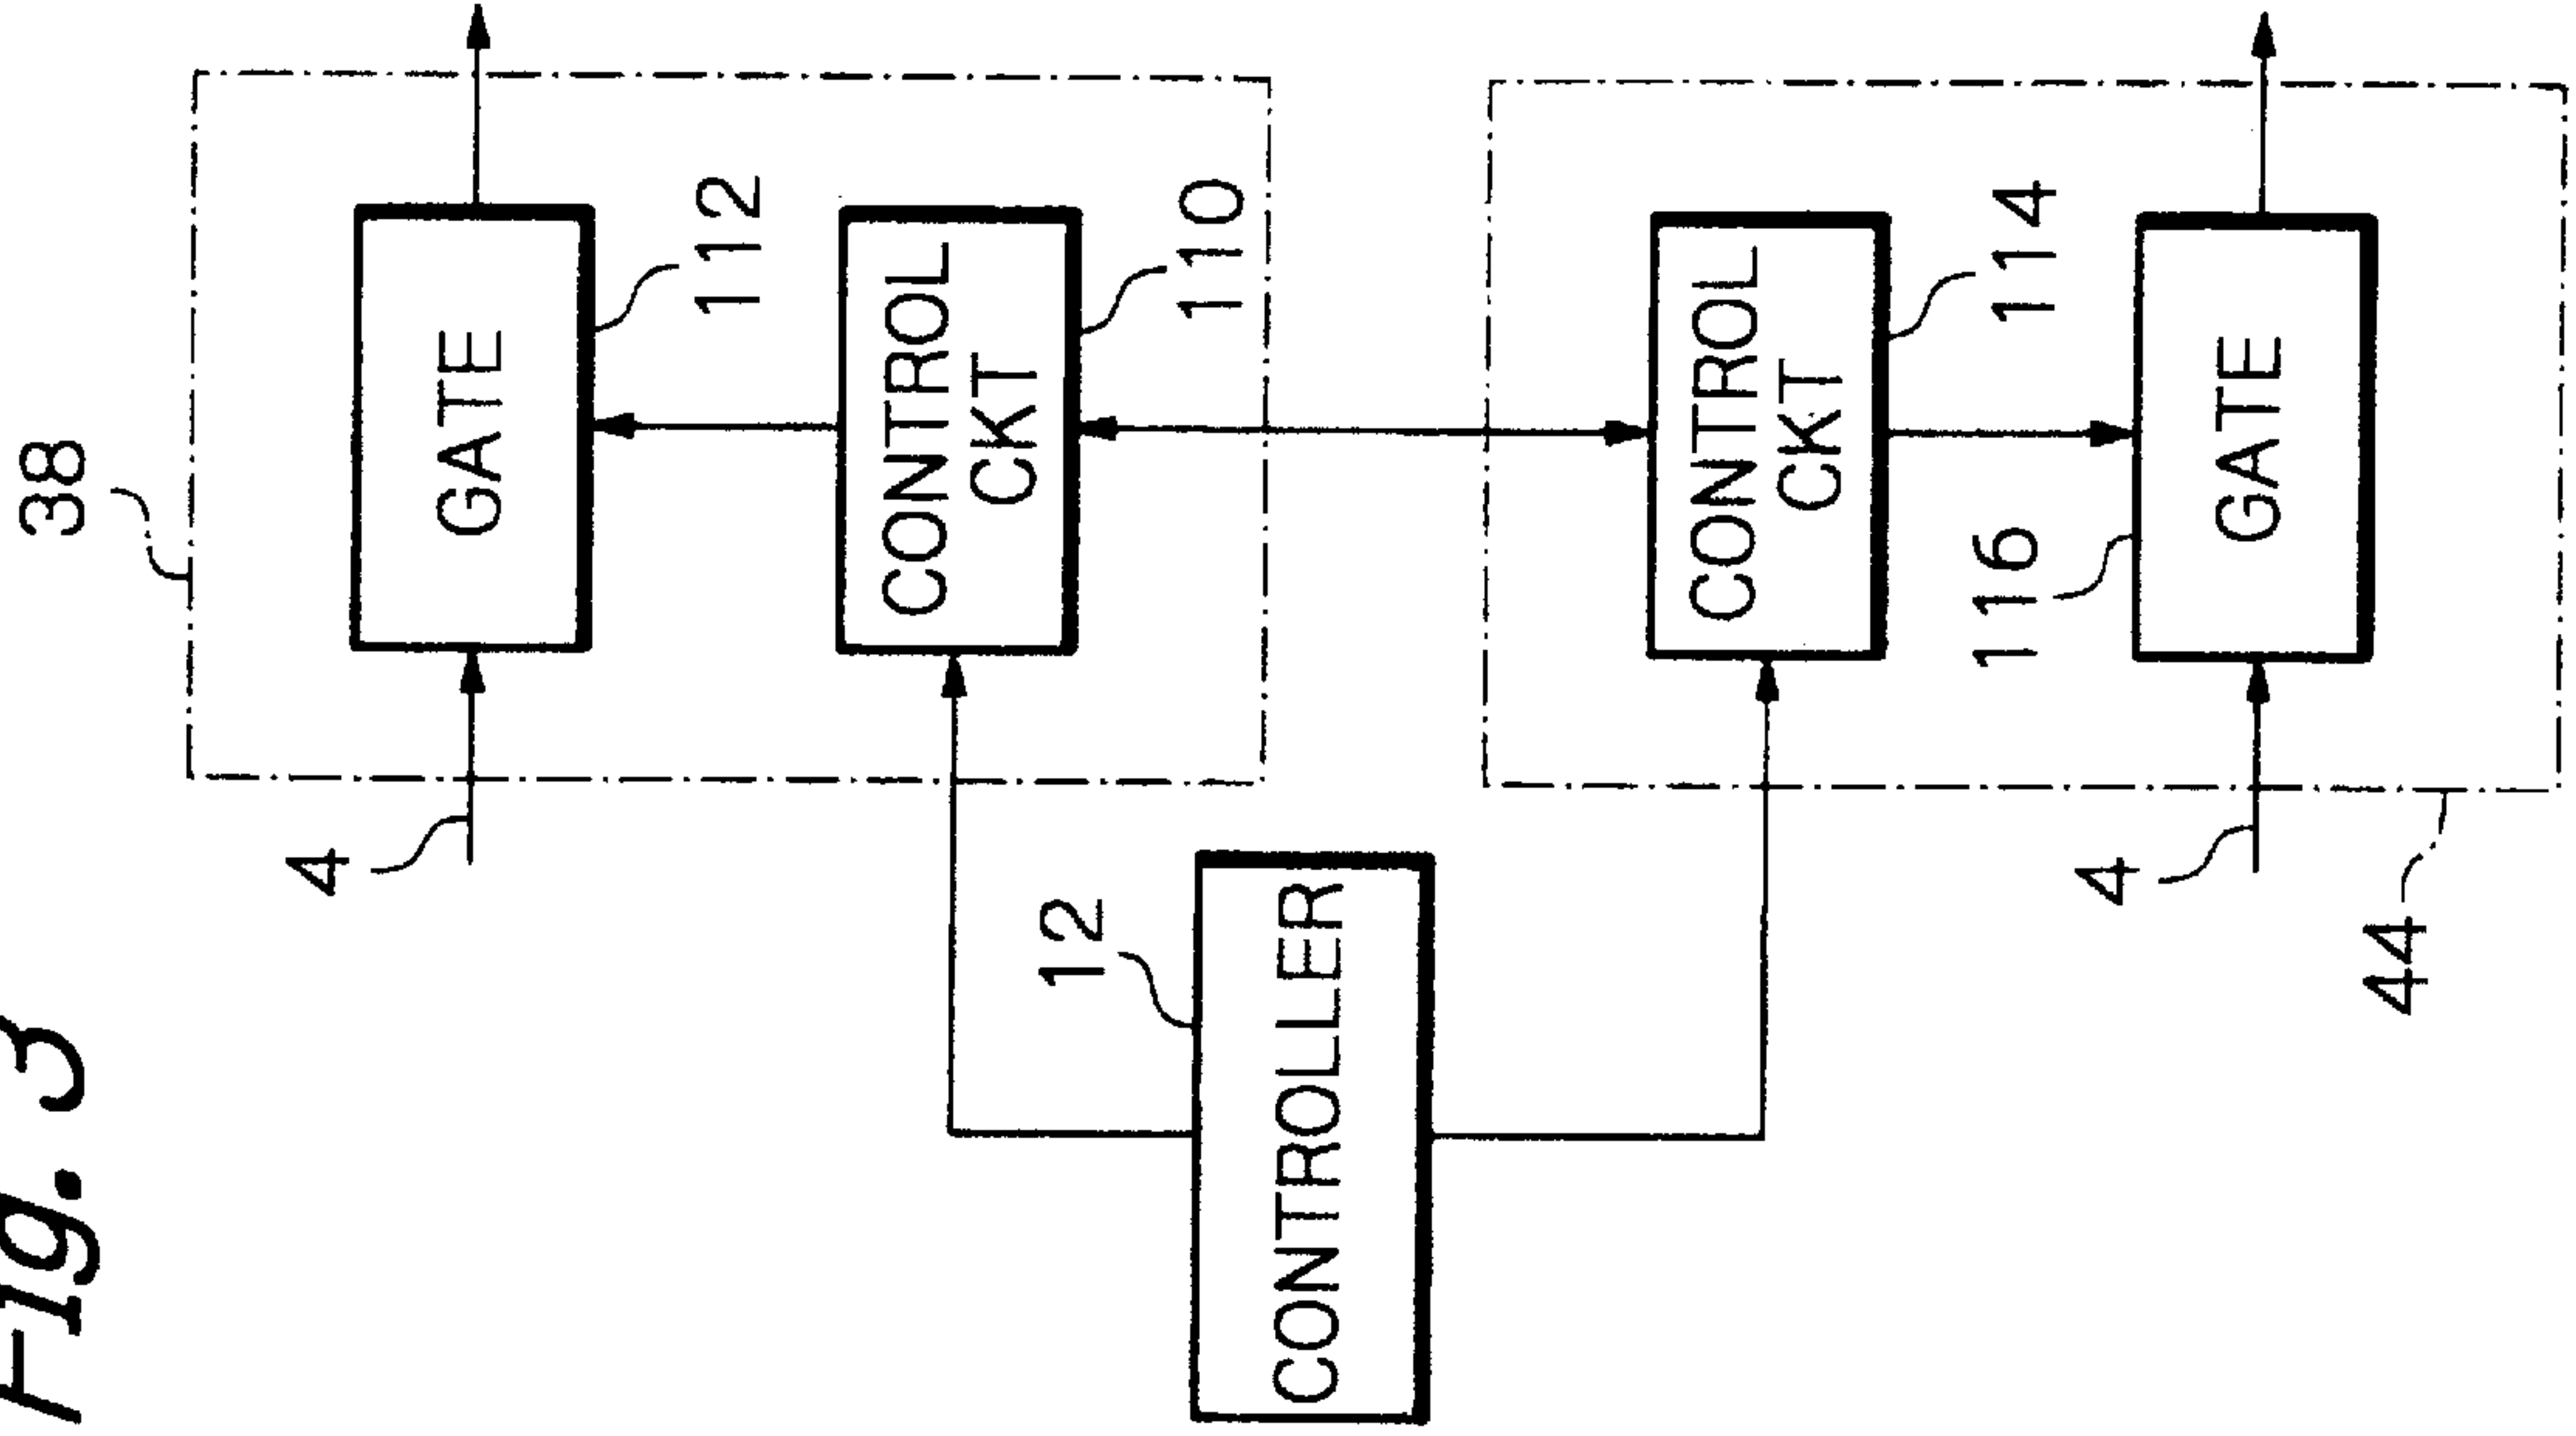 Fig. 3
38
4
GATE
112
CONTROL
CKT
110
12
CONTROLLER
CONTROL
CKT
114
116
GATE
4
44